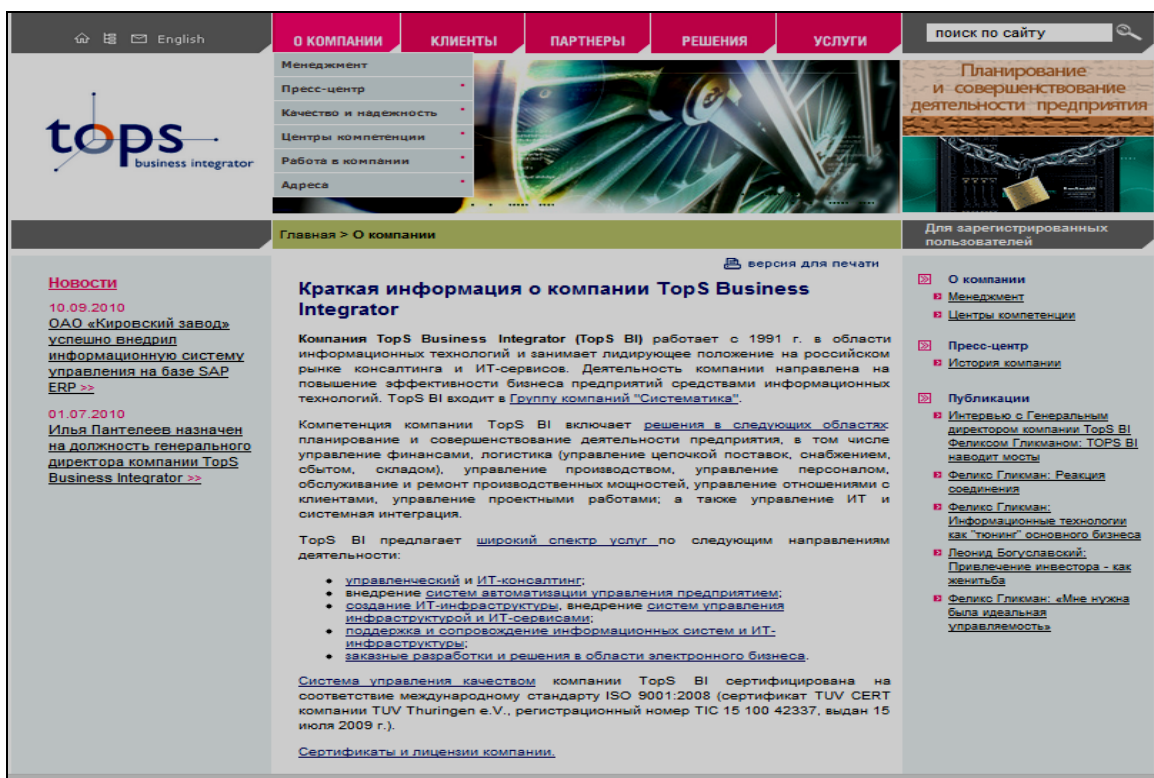 English
О КОМПАНИИ
КЛИЕНТЫ
ПАРТНЕРЫ
РЕШЕНИЯ
УСЛУГИ
поиск по сайту
tops
business integrator
Менеджмент
Пресс-центр
Качество и надежность
Центры компетенции
Работа в компании
Адреса
Планирование
и совершенствование
деятельности предприятия
Главная > О компании
Для зарегистрированных
пользователей
Новости
10.09.2010
ОАО «Кировский завод»
успешно внедрил
информационную систему
управления на базе SAP
ERP >>
01.07.2010
Илья Пантелеев назначен
на должность генерального
директора компании TopS
Business Integrator >>
версия для печати
Краткая информация о компании TopS Business
Integrator
Компания TopS Business Integrator (TopS BI) работает с 1991 г. в области
информационных технологий и занимает лидирующее положение на российском
рынке консалтинга и ИТ-сервисов. Деятельность компании направлена на
повышение эффективности бизнеса предприятий средствами информационных
технологий. TopS BI входит в Группу компаний "Систематика".
Компетенция компании TopS BI включает решения в следующих областях:
планирование и совершенствование деятельности предприятия, в том числе
управление финансами, логистика (управление цепочкой поставок, снабжением,
сбытом, складом), управление производством, управление персоналом,
обслуживание и ремонт производственных мощностей, управление отношениями с
клиентами, управление проектными работами; а также управление ИТ и
системная интеграция.
TopS BI предлагает широкий спектр услуг по следующим направлениям
деятельности:
• управленческий и ИТ-консалтинг;
• внедрение систем автоматизации управления предприятием;
• создание ИТ-инфраструктуры, внедрение систем управления
инфраструктурой и ИТ-сервисами;
• поддержка и сопровождение информационных систем и ИТ-
инфраструктуры;
• заказные разработки и решения в области электронного бизнеса.
Система управления качеством компании TopS BI сертифицирована на
соответствие международному стандарту ISO 9001:2008 (сертификат TUV CERT
компании TUV Thuringen e.V., регистрационный номер TIC 15 100 42337, выдан 15
июля 2009 г.).
Сертификаты и лицензии компании.
О компании
Менеджмент
Центры компетенции
Пресс-центр
История компании
Публикации
Интервью с Генеральным
директором компании TopS BI
Феликсом Гликманом: TOPS BI
наводит мосты
Феликс Гликман: Реакция
соединения
Феликс Гликман:
Информационные технологии
как "тюнинг" основного бизнеса
Леонид Богуславский:
Привлечение инвестора - как
женитьба
Феликс Гликман: «Мне нужна
была идеальная
управляемость»